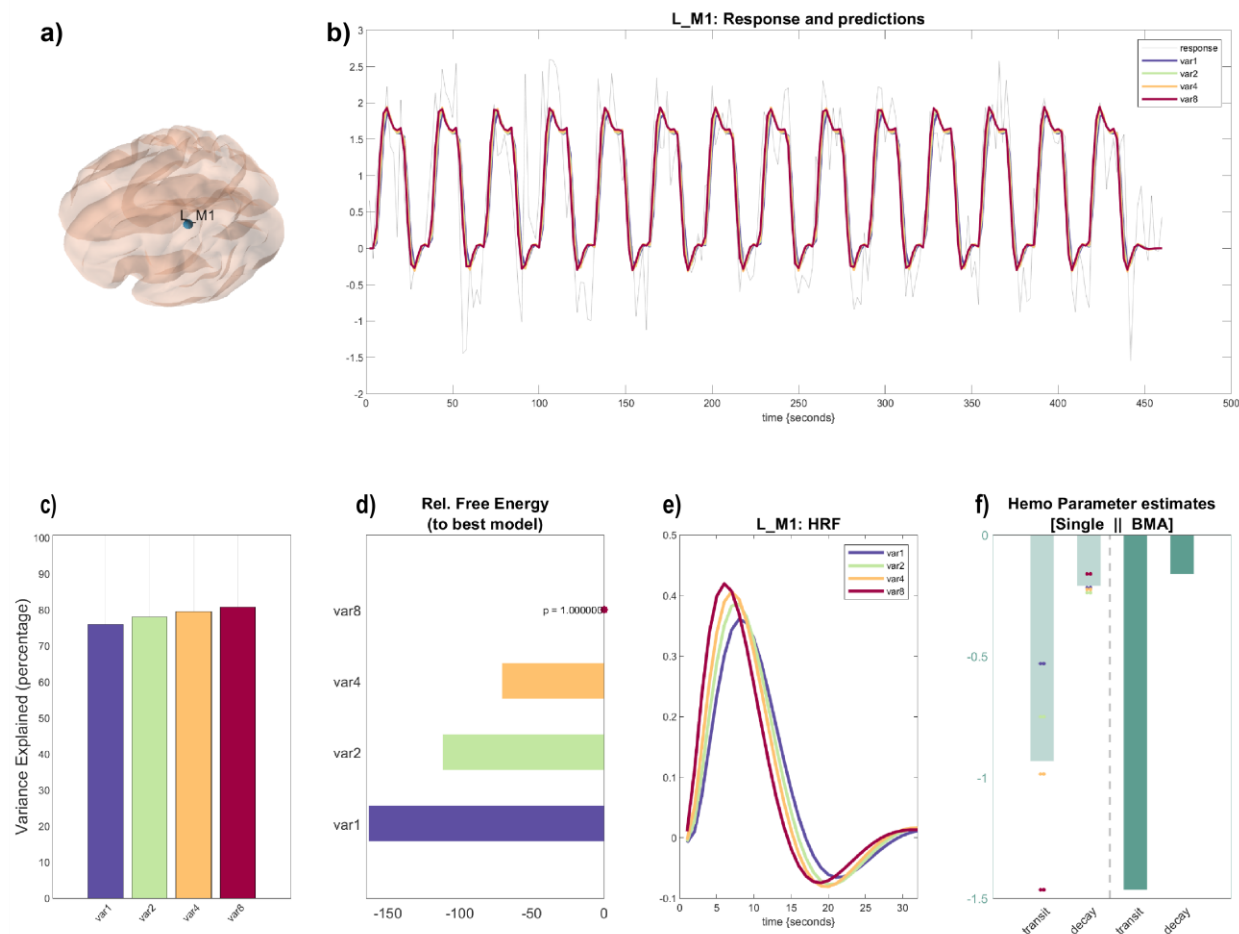 a)
L_M1
b)
L_M1: Response and predictions
3
2.5
2
1.5
1
0.5
0
-0.5
-1
-1.5
-2
0 50 100 150 200 250 300 350 400 450 500
time {seconds}
response
var1
var2
var4
var8
c)
Variance Explained (percentage)
100
90
80
70
60
50
40
30
20
10
0
var1 var2 var4 var8
d)
Rel. Free Energy
(to best model)
var8
var4
var2
var1
p = 1.000000
-150 -100 -50 0
e)
L_M1: HRF
0.5
0.4
0.3
0.2
0.1
0
-0.1
0 5 10 15 20 25 30
time {seconds}
var1
var2
var4
var8
f)
Hemo Parameter estimates
[Single || BMA]
0
-0.5
-1
-1.5
transit decay transit decay